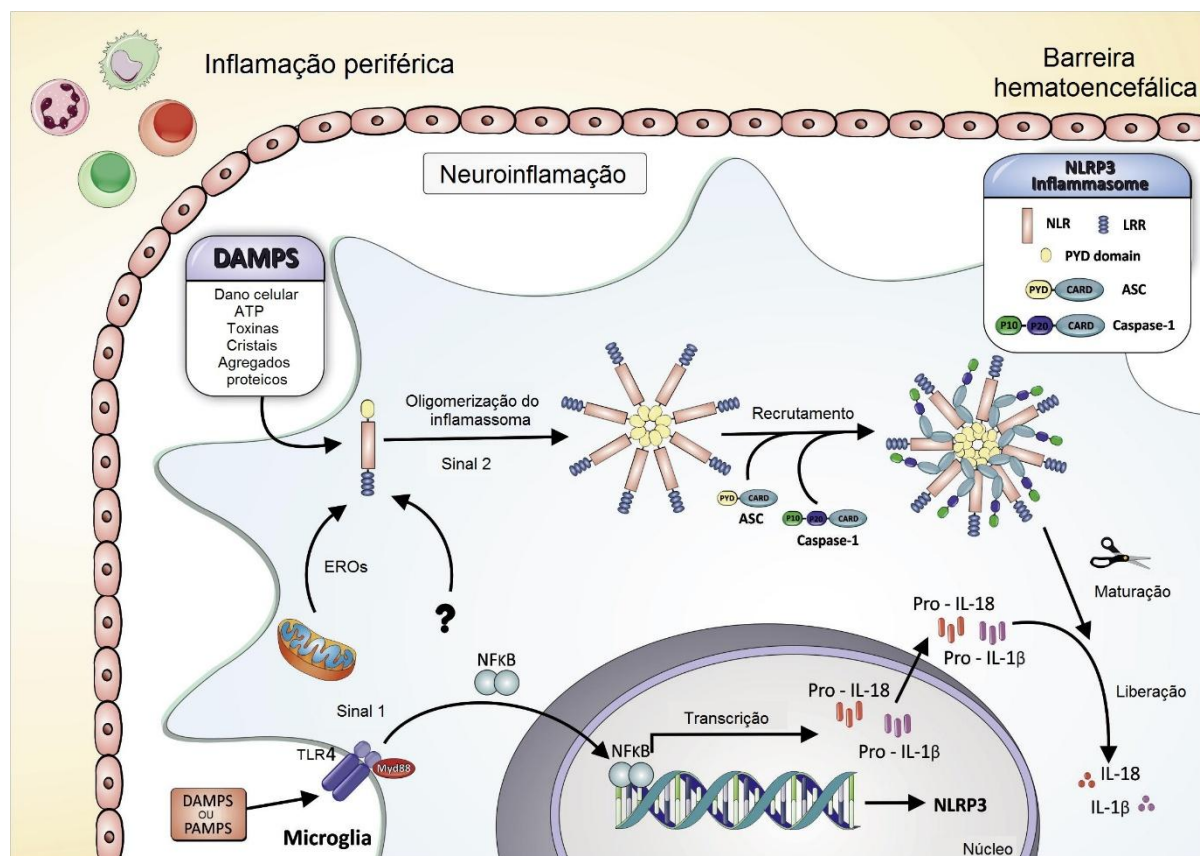 Inflamação periférica
Barreira
hematoencefálica
Neuroinflamação
NLRP3
Inflammasome
NLR
LRR
PYD domain
PYD
CARD
ASC
P10
P20
CARD
Caspase-1
DAMPS
Dano celular
ATP
Toxinas
Cristais
Agregados
proteicos
Oligomerização do
inflamassoma
Sinal 2
Recrutamento
PYD
CARD
ASC
P10
P20
CARD
Caspase-1
EROs
?
Maturação
Pro - IL-18
Pro - IL-1β
Liberação
NFκB
Sinal 1
TLR4
Myd88
Transcrição
Pro - IL-18
Pro - IL-1β
NFκB
IL-18
IL-1β
DAMPS
OU
PAMPS
Microglia
NLRP3
Núcleo